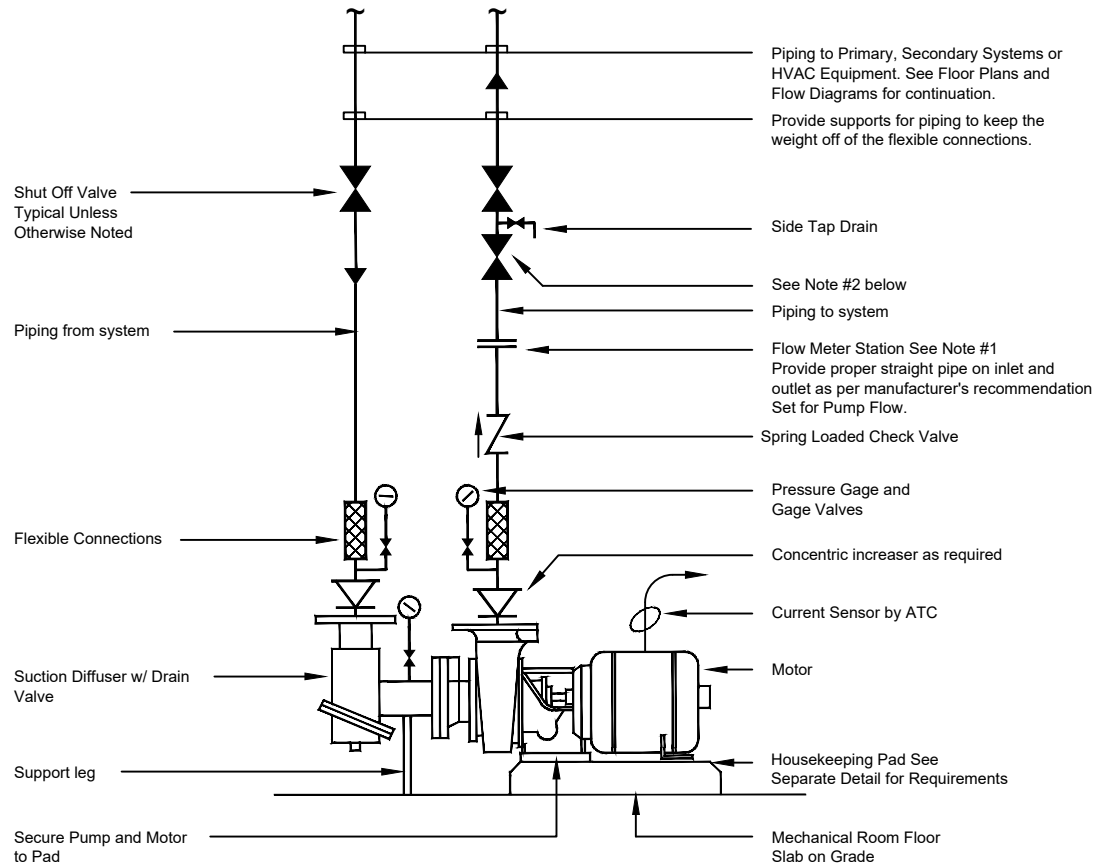 Piping to Primary, Secondary Systems or
HVAC Equipment. See Floor Plans and
Flow Diagrams for continuation.
Provide supports for piping to keep the
weight off of the flexible connections.
Shut Off Valve
Typical Unless
Otherwise Noted
Side Tap Drain
See Note #2 below
Piping to system
Piping from system
Flow Meter Station See Note #1
Provide proper straight pipe on inlet and
outlet as per manufacturer's recommendation
Set for Pump Flow.
Spring Loaded Check Valve
Pressure Gage and
Gage Valves
Flexible Connections
Concentric increaser as required
Current Sensor by ATC
Suction Diffuser w/ Drain
Valve
Motor
Support leg
Housekeeping Pad See
Separate Detail for Requirements
Secure Pump and Motor
to Pad
Mechanical Room Floor
Slab on Grade